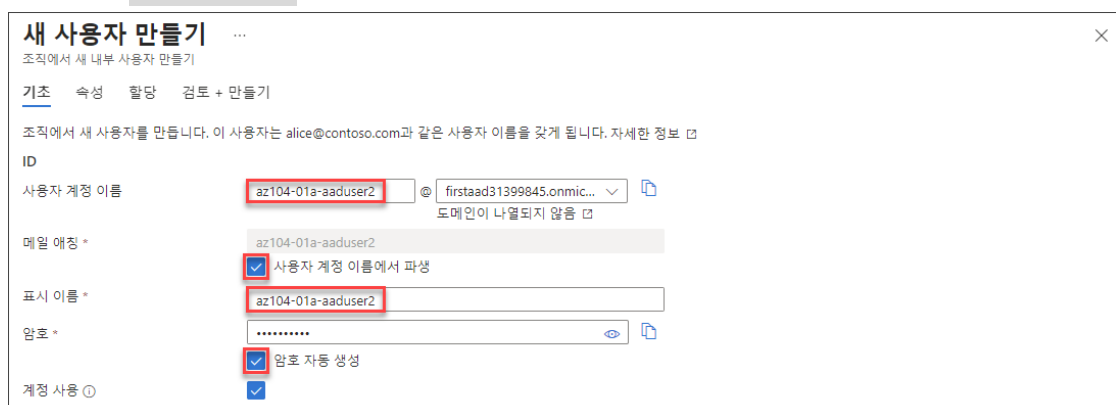 새 사용자 만들기 ...
조직에서 새 내부 사용자 만들기
기초 속성 할당 검토 + 만들기
조직에서 새 사용자를 만듭니다. 이 사용자는 alice@contoso.com과 같은 사용자 이름을 갖게 됩니다. 자세한 정보
ID
사용자 계정 이름 az104-01a-aaduser2 @ firstaad31399845.onmic...
도메인이 나열되지 않음
메일 애칭 * az104-01a-aaduser2
사용자 계정 이름에서 파생
표시 이름 * az104-01a-aaduser2
암호 * ••••••••••
암호 자동 생성
계정 사용